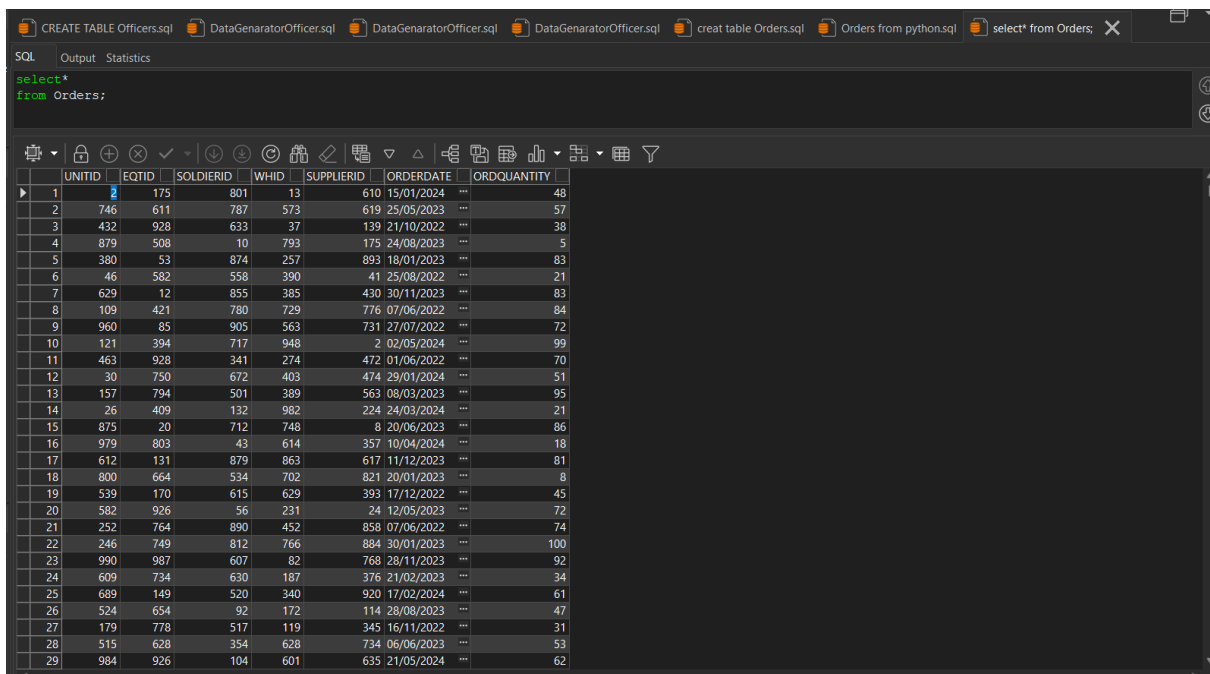 CREATE TABLE Officers.sql DataGenaratorOfficer.sql DataGenaratorOfficer.sql DataGenaratorOfficer.sql creat table Orders.sql Orders from python.sql select* from Orders;
SQL Output Statistics
select*
from Orders;
UNITID EQTID SOLDIERID WHID SUPPLIERID ORDERDATE ORDQUANTITY
1 2 175 801 13 610 15/01/2024 ... 48
2 746 611 787 573 619 25/05/2023 ... 57
3 432 928 633 37 139 21/10/2022 ... 38
4 879 508 10 793 175 24/08/2023 ... 5
5 380 53 874 257 893 18/01/2023 ... 83
6 46 582 558 390 41 25/08/2022 ... 21
7 629 12 855 385 430 30/11/2023 ... 83
8 109 421 780 729 776 07/06/2022 ... 84
9 960 85 905 563 731 27/07/2022 ... 72
10 121 394 717 948 2 02/05/2024 ... 99
11 463 928 341 274 472 01/06/2022 ... 70
12 30 750 672 403 474 29/01/2024 ... 51
13 157 794 501 389 563 08/03/2023 ... 95
14 26 409 132 982 224 24/03/2024 ... 21
15 875 20 712 748 8 20/06/2023 ... 86
16 979 803 43 614 357 10/04/2024 ... 18
17 612 131 879 863 617 11/12/2023 ... 81
18 800 664 534 702 821 20/01/2023 ... 8
19 539 170 615 629 393 17/12/2022 ... 45
20 582 926 56 231 24 12/05/2023 ... 72
21 252 764 890 452 858 07/06/2022 ... 74
22 246 749 812 766 884 30/01/2023 ... 100
23 990 987 607 82 768 28/11/2023 ... 92
24 609 734 630 187 376 21/02/2023 ... 34
25 689 149 520 340 920 17/02/2024 ... 61
26 524 654 92 172 114 28/08/2023 ... 47
27 179 778 517 119 345 16/11/2022 ... 31
28 515 628 354 628 734 06/06/2023 ... 53
29 984 926 104 601 635 21/05/2024 ... 62